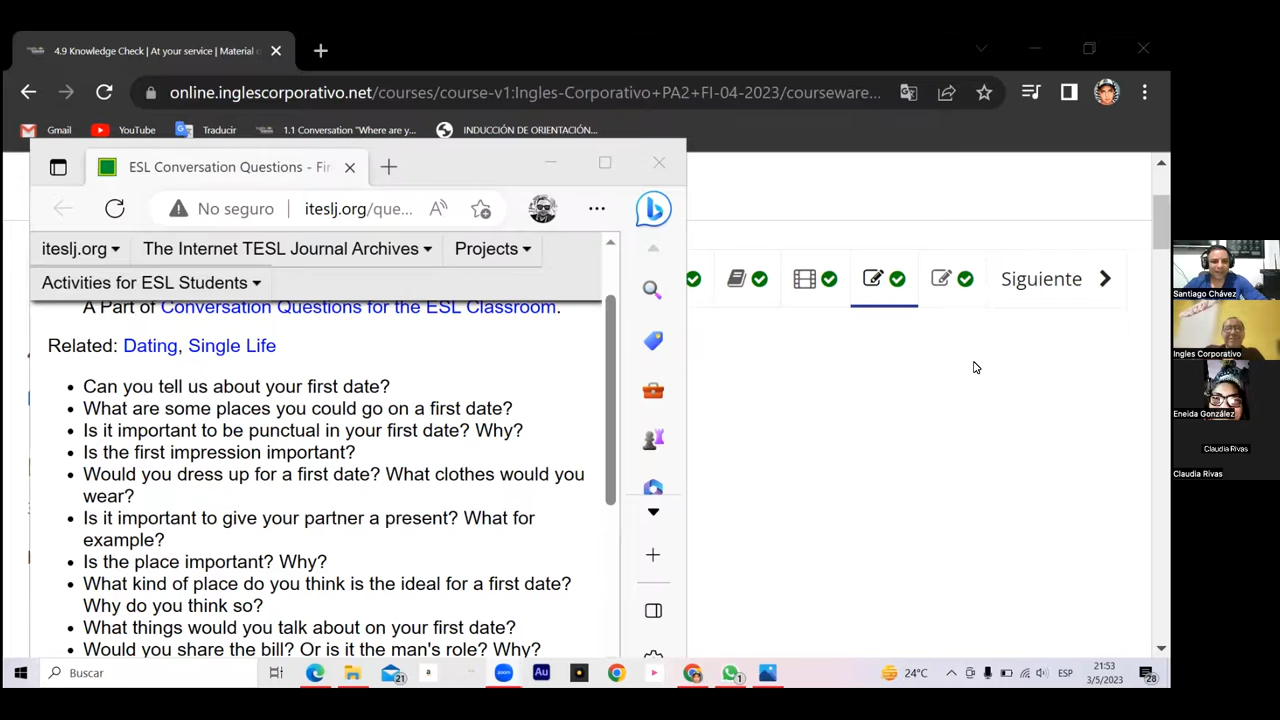 4.9 Knowledge Check | At your service | Material
online.inglescorporativo.net/courses/course-v1:Ingles-Corporativo+PA2+FI-04-2023/courseware...
Gmail YouTube Traducir 1.1 Conversation "Where are y... INDUCCIÓN DE ORIENTACIÓN...
ESL Conversation Questions - Fir
No seguro iteslj.org/que...
iteslj.org The Internet TESL Journal Archives Projects
Activities for ESL Students
Siguiente
A Part of Conversation Questions for the ESL Classroom.
Related: Dating, Single Life
• Can you tell us about your first date?
• What are some places you could go on a first date?
• Is it important to be punctual in your first date? Why?
• Is the first impression important?
• Would you dress up for a first date? What clothes would you
wear?
• Is it important to give your partner a present? What for
example?
• Is the place important? Why?
• What kind of place do you think is the ideal for a first date?
Why do you think so?
• What things would you talk about on your first date?
• Would you share the bill? Or is it the man's role? Why?
Santiago Chávez
Ingles Corporativo
Eneida González
Claudia Rivas
Claudia Rivas
Buscar
21
a
zoom
Au
1
24°C
ESP
21:53
3/5/2023
28